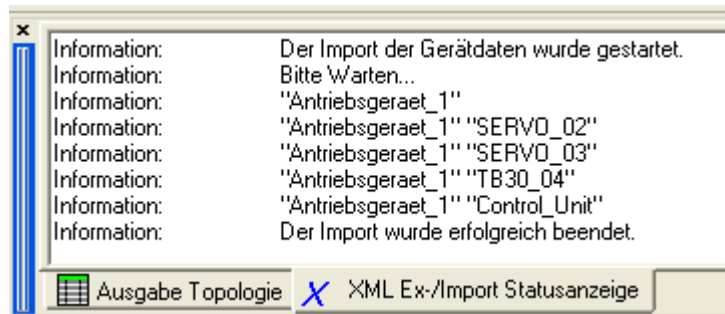 Information: Der Import der Gerätdaten wurde gestartet.
Information: Bitte Warten...
Information: "Antriebsgeraet_1"
Information: "Antriebsgeraet_1" "SERVO_02"
Information: "Antriebsgeraet_1" "SERVO_03"
Information: "Antriebsgeraet_1" "TB30_04"
Information: "Antriebsgeraet_1" "Control_Unit"
Information: Der Import wurde erfolgreich beendet.
Ausgabe Topologie X XML Ex-/Import Statusanzeige